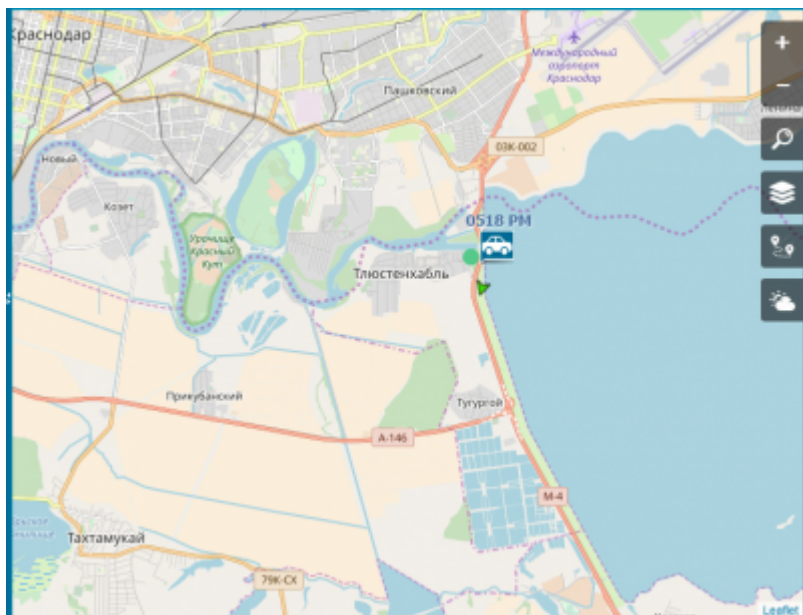 Краснодар
Международный
аэропорт
Краснодар
Пашковский
03К-002
Новый
Козет
0518 PM
Урочище
Красный
Кут
Тлюстенхабль
Прикубанский
Тугургой
А-146
М-4
Тахтамукай
79К-СХ
Leaflet